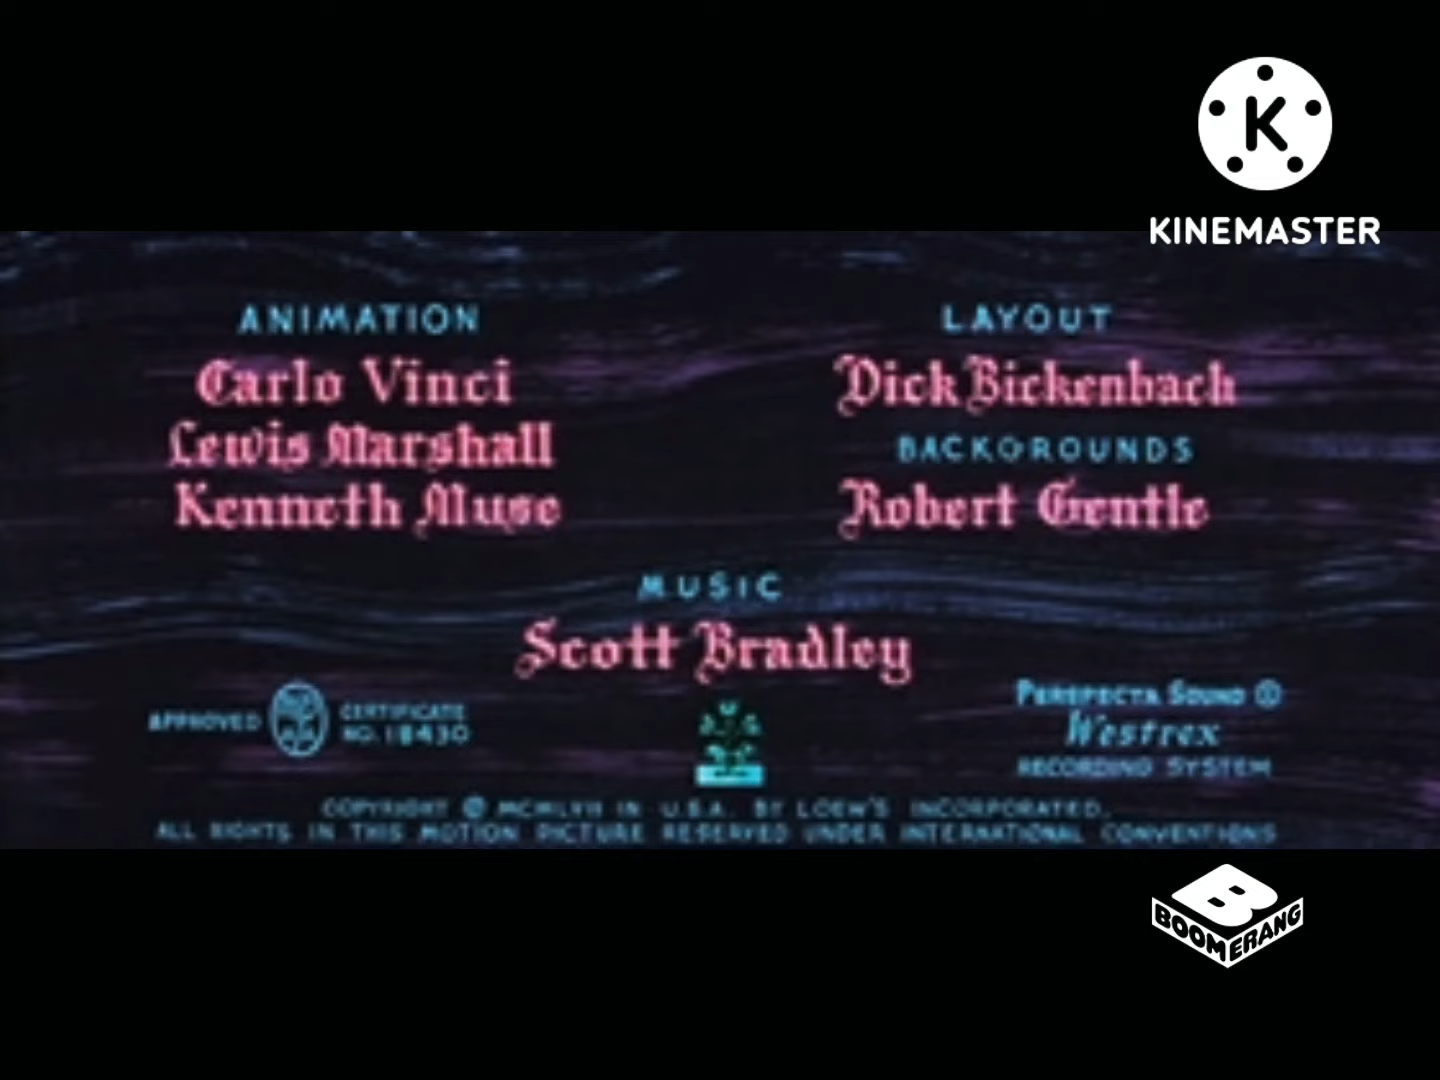 K
KINEMASTER
ANIMATION
Carlo Vinci
Lewis Marshall
Kenneth Muse
LAYOUT
Dick Bickenbach
BACKGROUNDS
Robert Gentle
MUSIC
Scott Bradley
APPROVED
CERTIFICATE
NO. 18430
PERSPECTA SOUND
Westrex
RECORDING SYSTEM
COPYRIGHT © MCMLVII IN U.S.A. BY LOEW'S INCORPORATED.
ALL RIGHTS IN THIS MOTION PICTURE RESERVED UNDER INTERNATIONAL CONVENTIONS
B
BOOMERANG